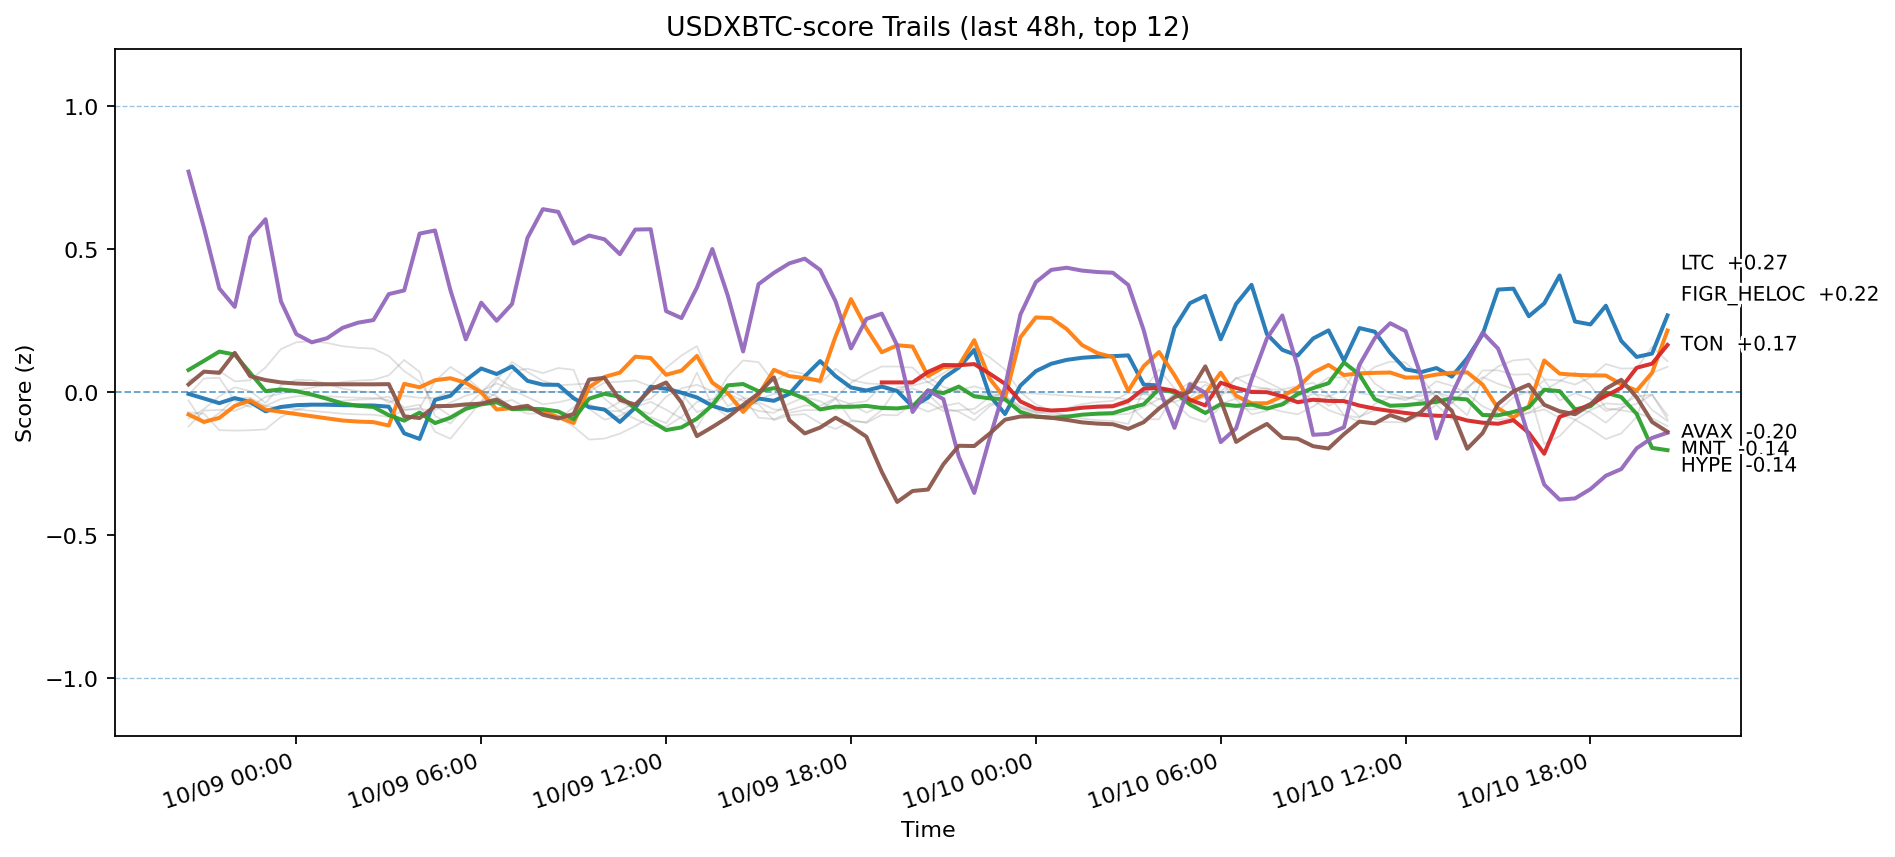 USDXBTC-score Trails (last 48h, top 12)
Score (z)
1.0
0.5
0.0
−0.5
−1.0
LTC +0.27
FIGR_HELOC +0.22
TON +0.17
AVAX -0.20
MNT -0.14
HYPE -0.14
10/09 00:00
10/09 06:00
10/09 12:00
10/09 18:00
10/10 00:00
10/10 06:00
10/10 12:00
10/10 18:00
Time